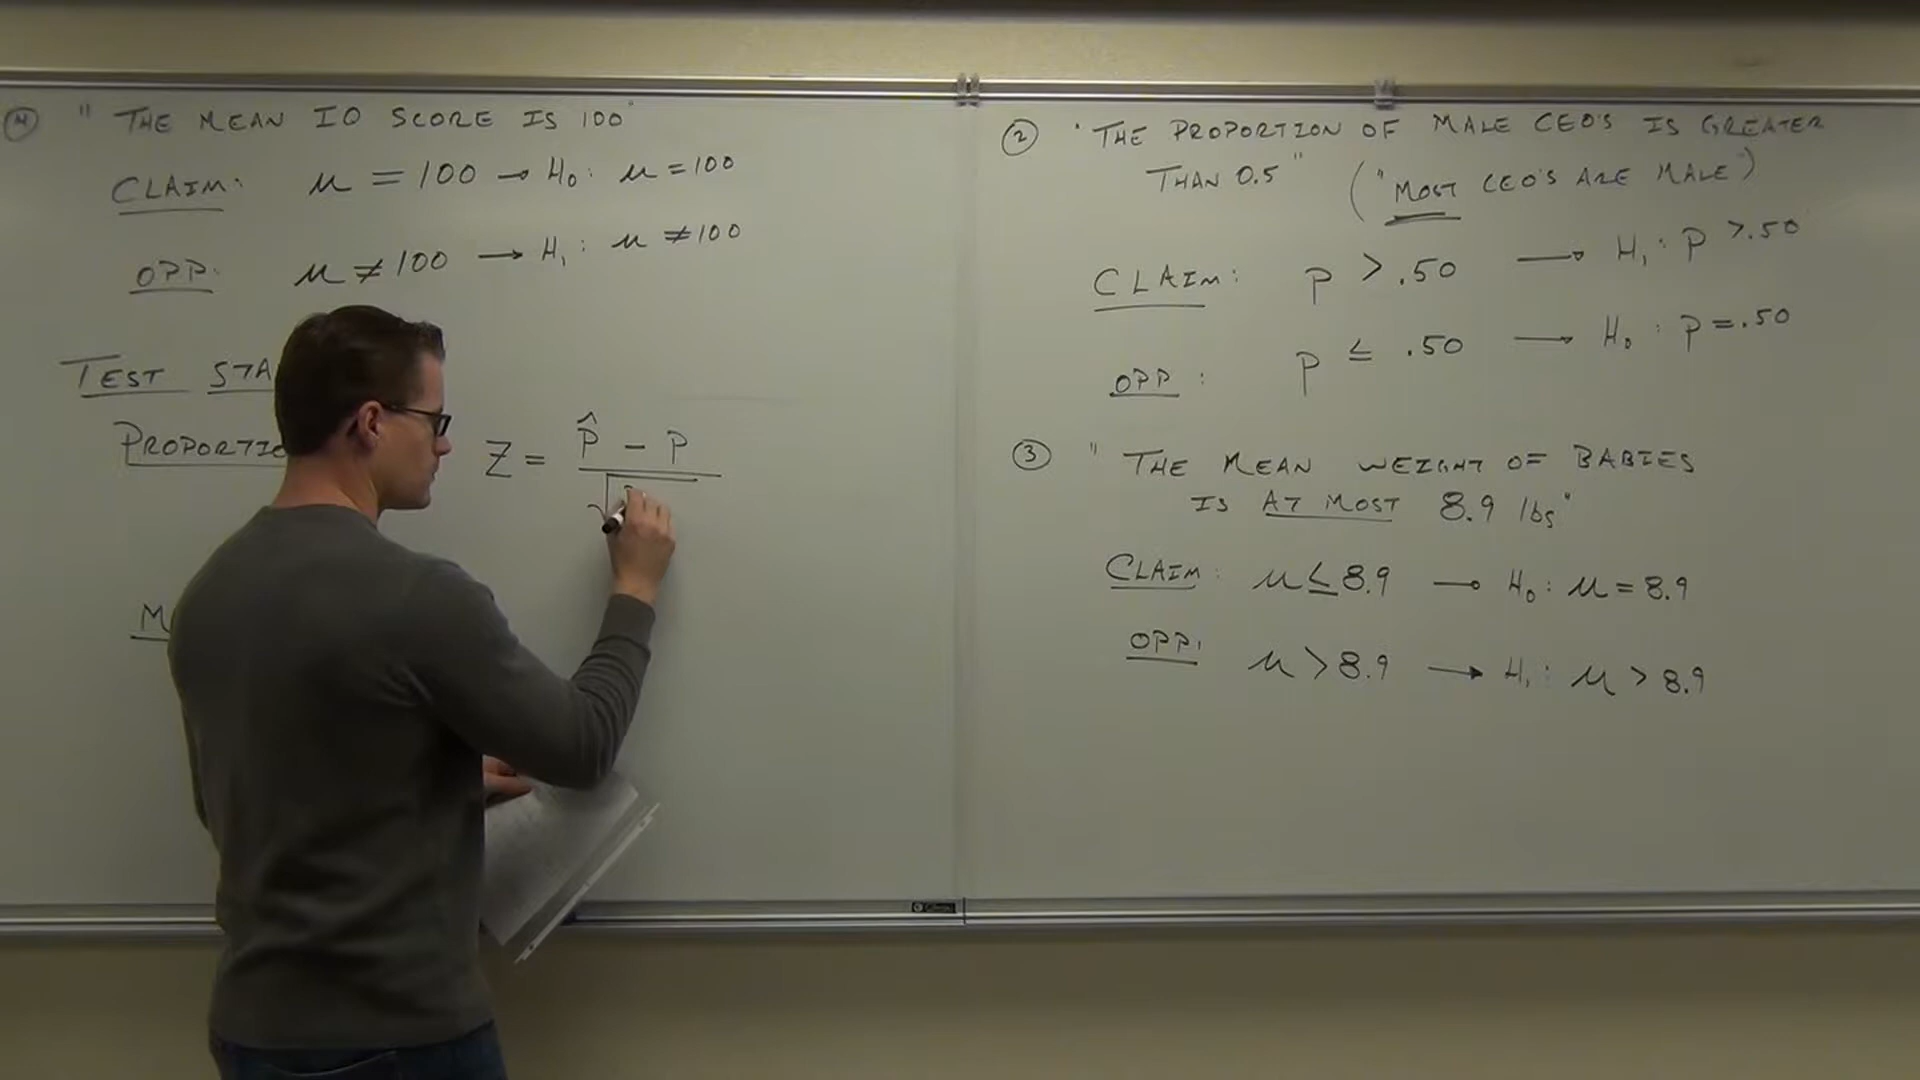 ④ "THE MEAN IQ SCORE IS 100"
CLAIM: μ = 100 → H₀: μ = 100
OPP: μ ≠ 100 → H₁: μ ≠ 100
TEST
Z = p̂ - p
√
② "THE PROPORTION OF MALE CEO'S IS GREATER
THAN 0.5" ("MOST CEO'S ARE MALE")
CLAIM: p > .50 → H₁: p > .50
OPP: p ≤ .50 → H₀: p = .50
③ "THE MEAN WEIGHT OF BABIES
IS AT MOST 8.9 lbs"
CLAIM: μ ≤ 8.9 → H₀: μ = 8.9
OPP: μ > 8.9 → H₁: μ > 8.9